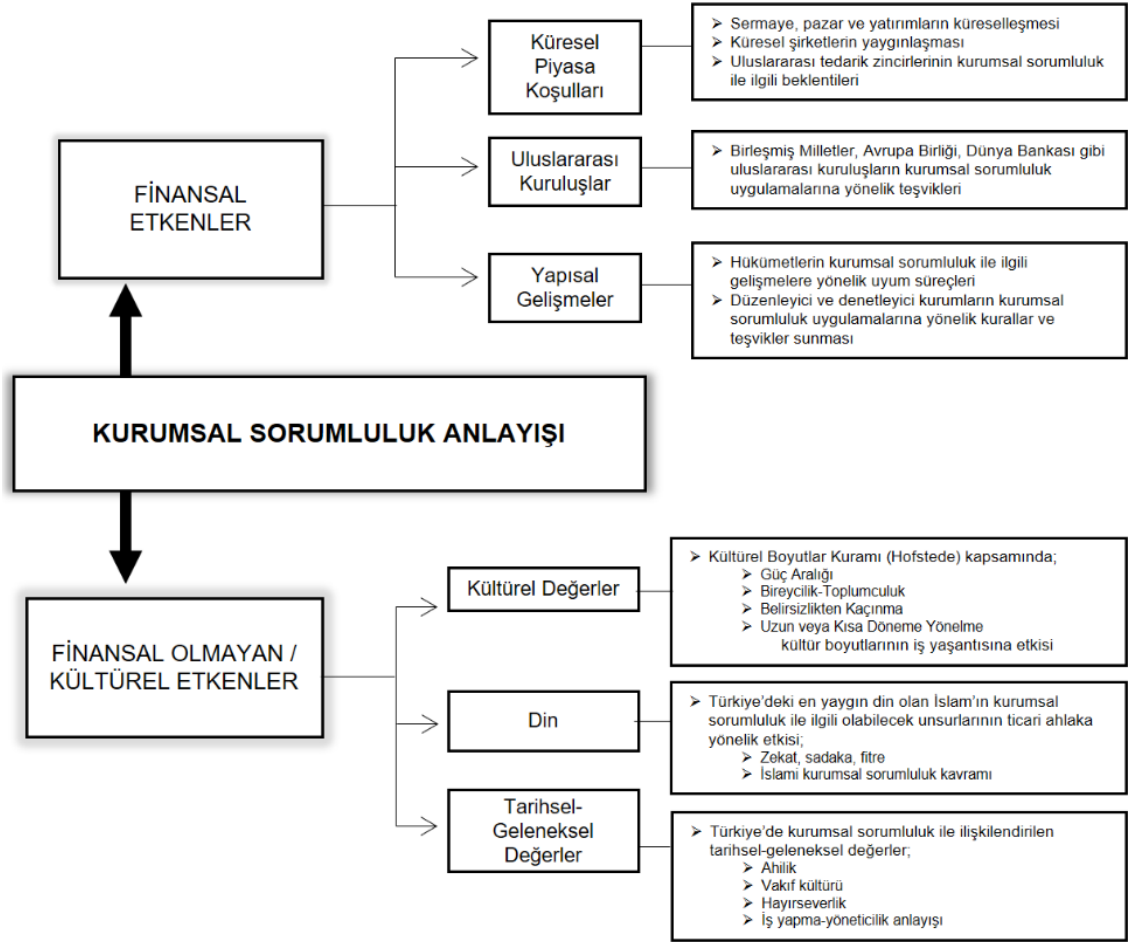 Küresel
Piyasa
Koşulları
➢ Sermaye, pazar ve yatırımların küreselleşmesi
➢ Küresel şirketlerin yaygınlaşması
➢ Uluslararası tedarik zincirlerinin kurumsal sorumluluk
ile ilgili beklentileri
FİNANSAL
ETKENLER
Uluslararası
Kuruluşlar
➢ Birleşmiş Milletler, Avrupa Birliği, Dünya Bankası gibi
uluslararası kuruluşların kurumsal sorumluluk
uygulamalarına yönelik teşvikleri
Yapısal
Gelişmeler
➢ Hükümetlerin kurumsal sorumluluk ile ilgili
gelişmelere yönelik uyum süreçleri
➢ Düzenleyici ve denetleyici kurumların kurumsal
sorumluluk uygulamalarına yönelik kurallar ve
teşvikler sunması
KURUMSAL SORUMLULUK ANLAYIŞI
FİNANSAL OLMAYAN /
KÜLTÜREL ETKENLER
Kültürel Değerler
➢ Kültürel Boyutlar Kuramı (Hofstede) kapsamında;
➢ Güç Aralığı
➢ Bireycilik-Toplumculuk
➢ Belirsizlikten Kaçınma
➢ Uzun veya Kısa Döneme Yönelme
kültür boyutlarının iş yaşantısına etkisi
Din
➢ Türkiye'deki en yaygın din olan İslam'ın kurumsal
sorumluluk ile ilgili olabilecek unsurlarının ticari ahlaka
yönelik etkisi;
➢ Zekat, sadaka, fitre
➢ İslami kurumsal sorumluluk kavramı
Tarihsel-
Geleneksel
Değerler
➢ Türkiye'de kurumsal sorumluluk ile ilişkilendirilen
tarihsel-geleneksel değerler;
➢ Ahilik
➢ Vakıf kültürü
➢ Hayırseverlik
➢ İş yapma-yöneticilik anlayışı